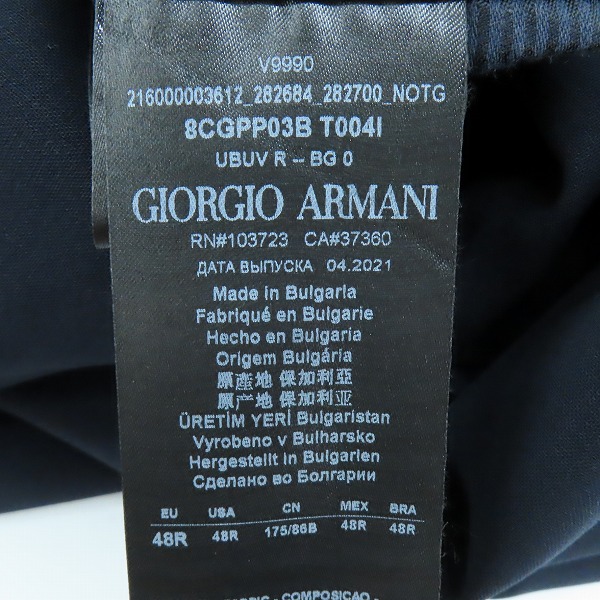 V9990
216000003612_282684_282700_NOTG
8CGPP03B T004I
UBUV R -- BG 0
GIORGIO ARMANI
RN#103723 CA#37360
ДАТА ВЫПУСКА 04.2021
Made in Bulgaria
Fabriqué en Bulgarie
Hecho en Bulgaria
Origem Bulgária
原産地 保加利亞
原产地 保加利亚
ÜRETİM YERİ Bulgaristan
Vyrobeno v Bulharsko
Hergestellt in Bulgarien
Сделано во Болгарии
EU USA CN MEX BRA
48R 48R 175/86B 48R 48R
- COMPOSICAO -